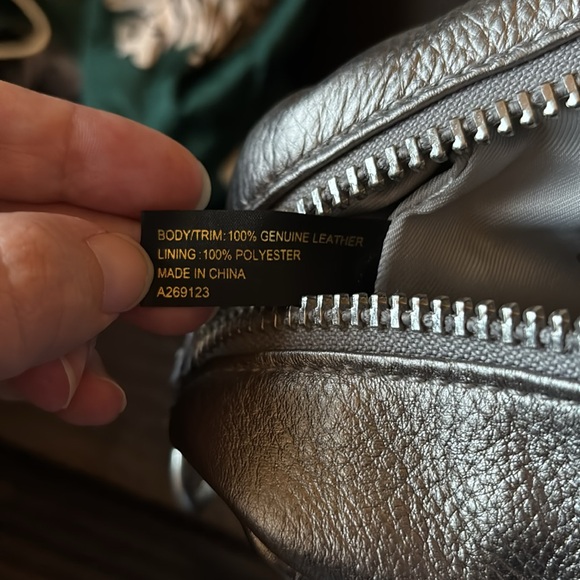 BODY/TRIM: 100% GENUINE LEATHER
LINING :100% POLYESTER
MADE IN CHINA
A269123